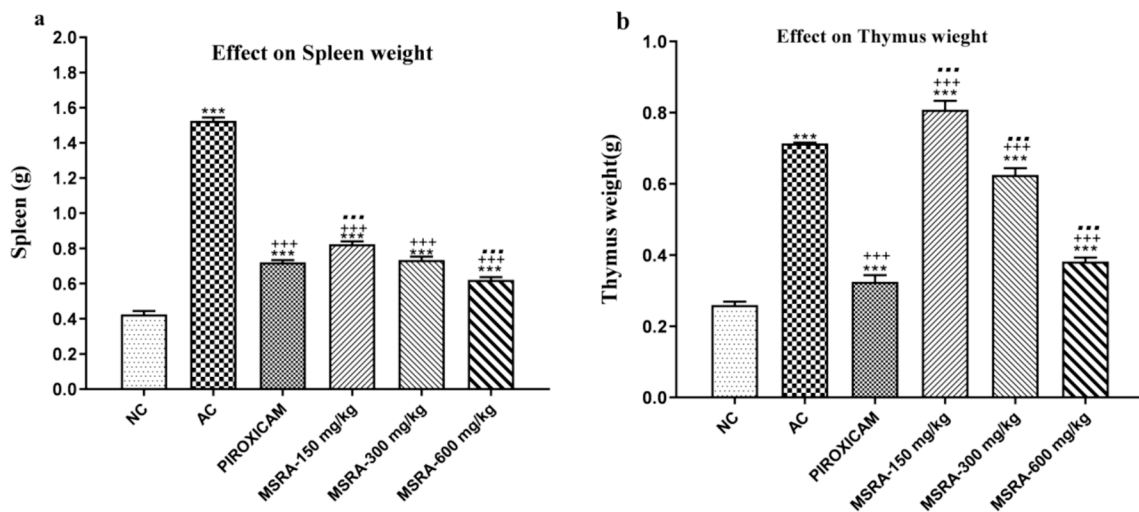 a
Effect on Spleen weight
Spleen (g)
2.0
1.8
1.6
1.4
1.2
1.0
0.8
0.6
0.4
0.2
0.0
***
+++
***
▪▪▪
+++
***
+++
***
▪▪▪
+++
***
NC
AC
PIROXICAM
MSRA-150 mg/kg
MSRA-300 mg/kg
MSRA-600 mg/kg
b
Effect on Thymus wieght
Thymus weight(g)
1.0
0.8
0.6
0.4
0.2
0.0
***
+++
***
▪▪▪
+++
***
▪▪▪
+++
***
▪▪▪
+++
***
NC
AC
PIROXICAM
MSRA-150 mg/kg
MSRA-300 mg/kg
MSRA-600 mg/kg